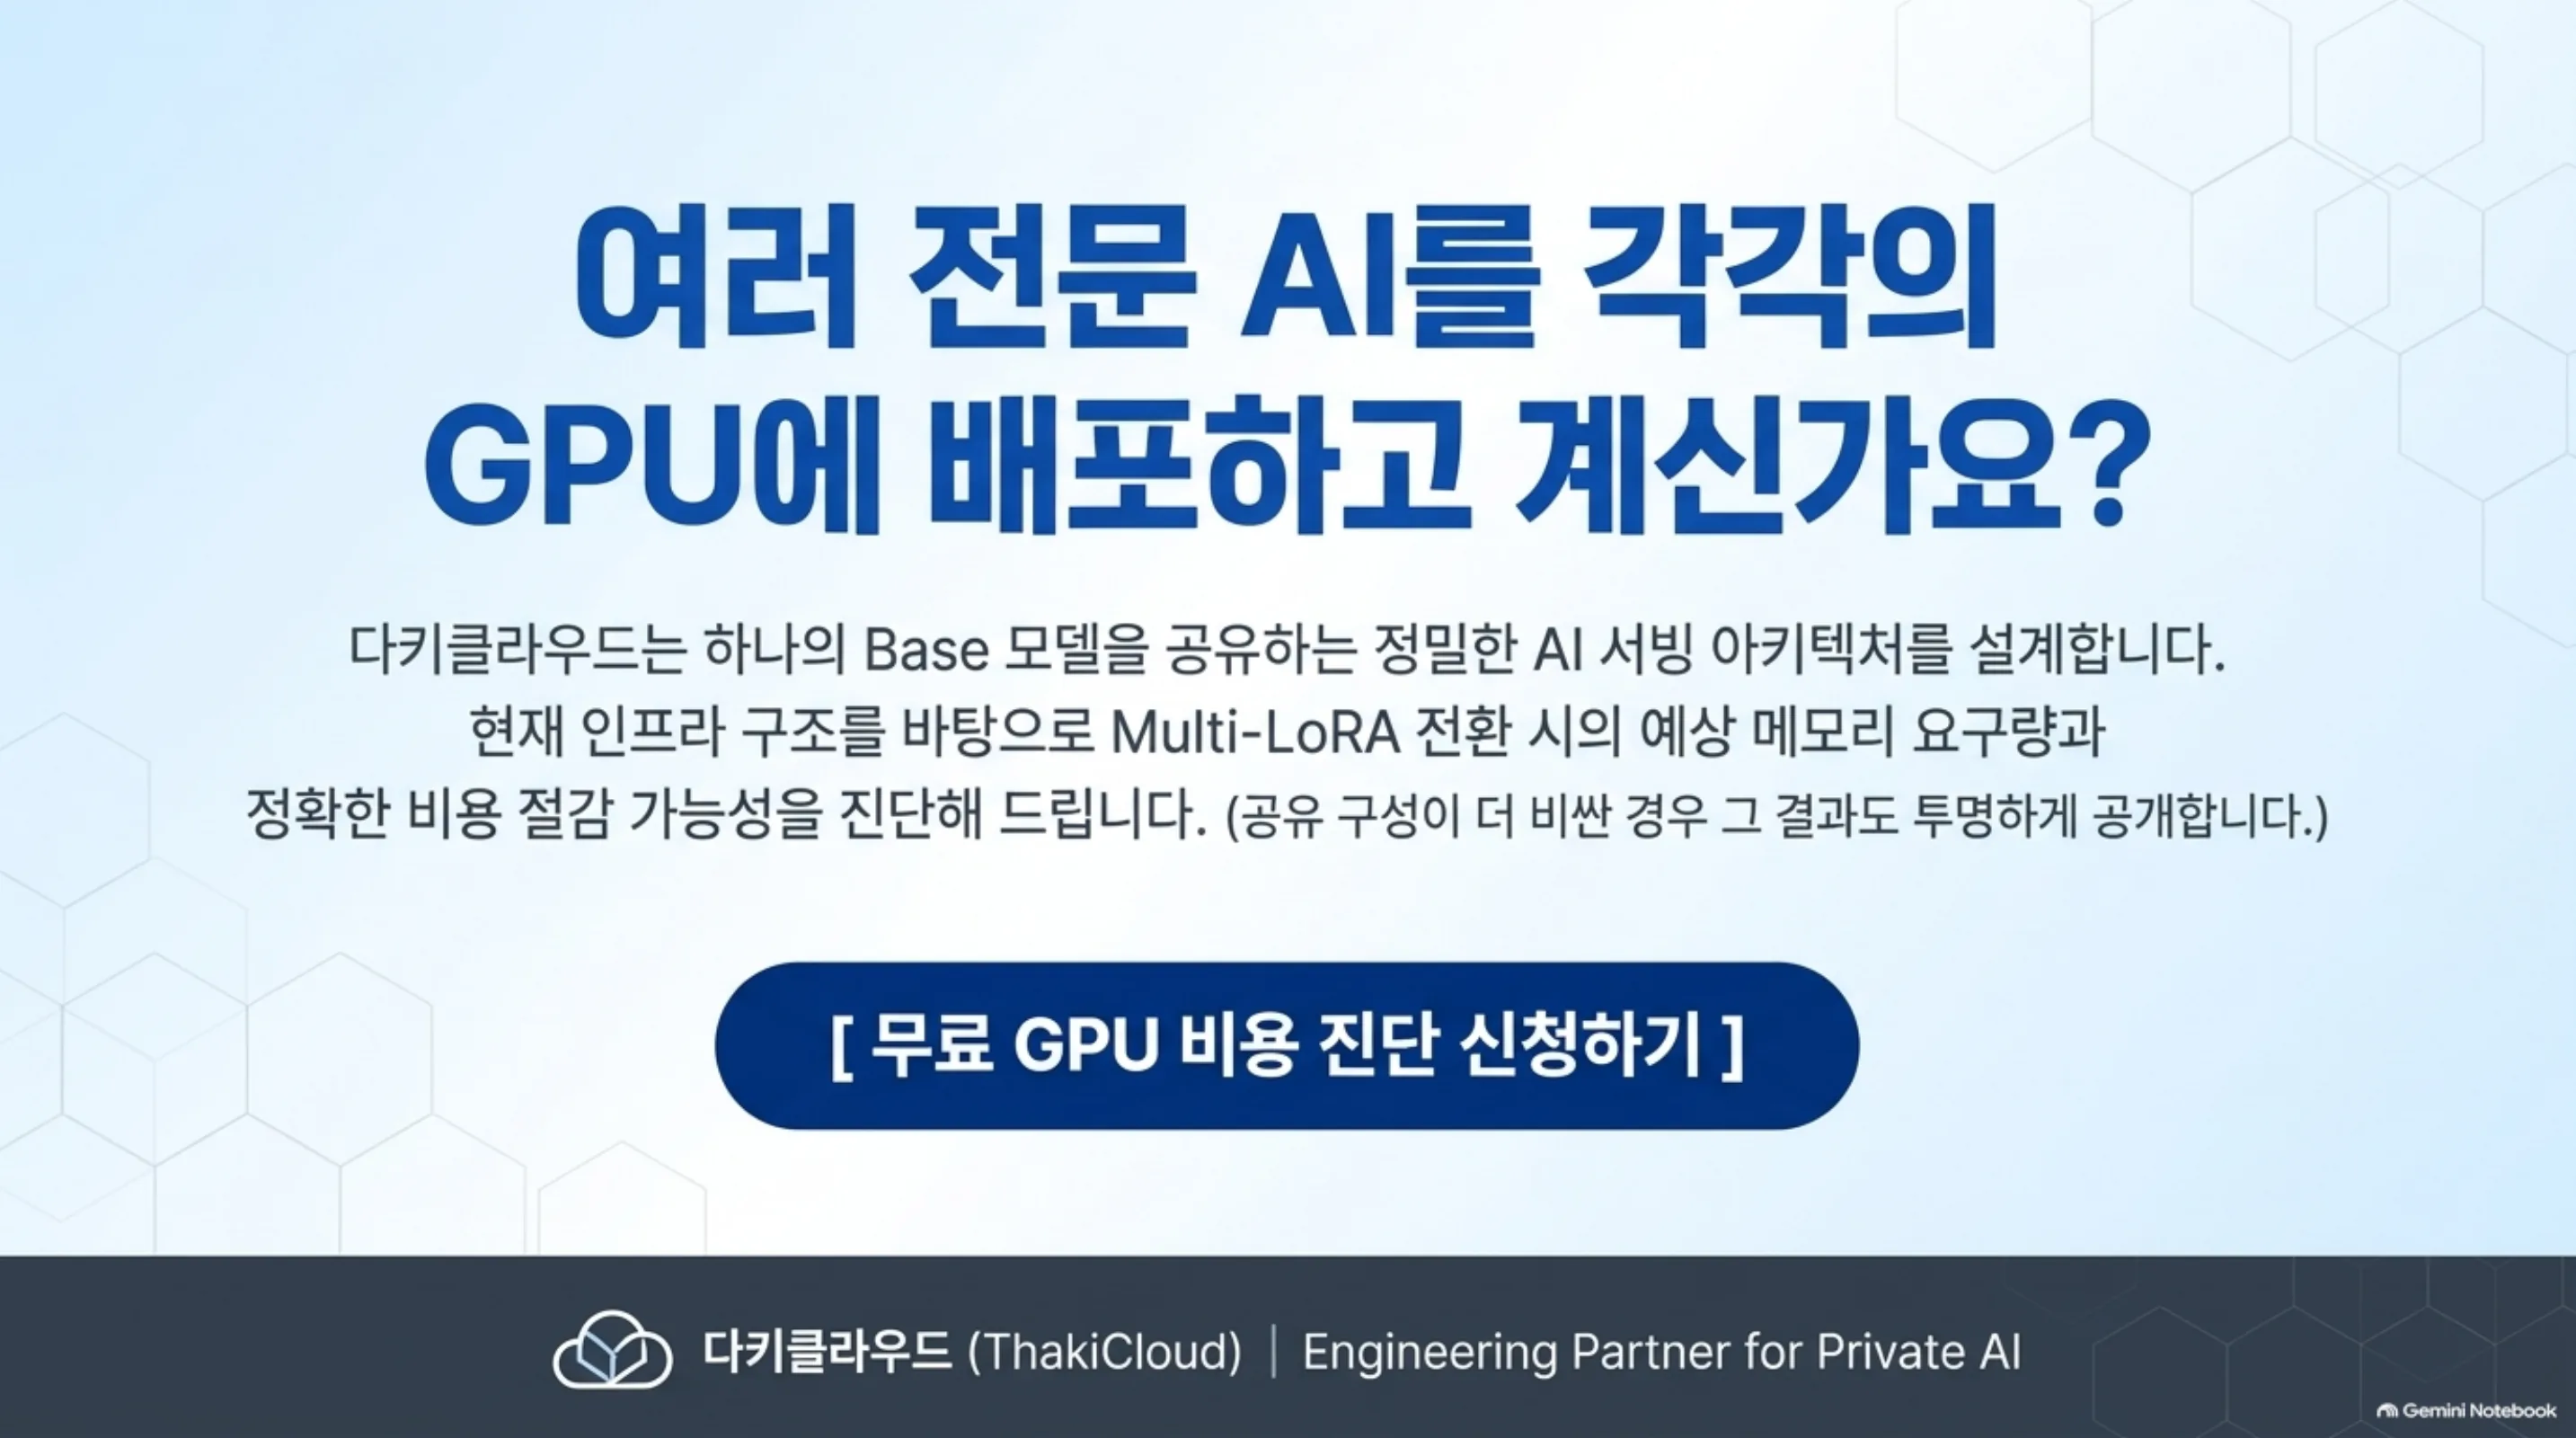 여러 전문 AI를 각각의
GPU에 배포하고 계신가요?
다키클라우드는 하나의 Base 모델을 공유하는 정밀한 AI 서빙 아키텍처를 설계합니다.
현재 인프라 구조를 바탕으로 Multi-LoRA 전환 시의 예상 메모리 요구량과
정확한 비용 절감 가능성을 진단해 드립니다. (공유 구성이 더 비싼 경우 그 결과도 투명하게 공개합니다.)
[ 무료 GPU 비용 진단 신청하기 ]
다키클라우드 (ThakiCloud) | Engineering Partner for Private AI
Gemini Notebook